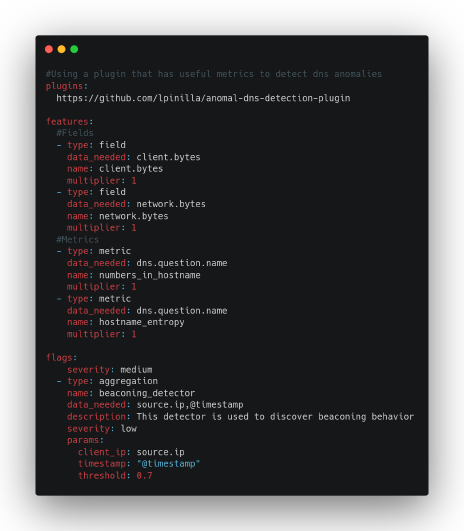 #Using a plugin that has useful metrics to detect dns anomalies
plugins:
  https://github.com/lpinilla/anomal-dns-detection-plugin

features:
  #Fields
  - type: field
    data_needed: client.bytes
    name: client.bytes
    multiplier: 1
  - type: field
    data_needed: network.bytes
    name: network.bytes
    multiplier: 1
  #Metrics
  - type: metric
    data_needed: dns.question.name
    name: numbers_in_hostname
    multiplier: 1
  - type: metric
    data_needed: dns.question.name
    name: hostname_entropy
    multiplier: 1

flags:
    severity: medium
  - type: aggregation
    name: beaconing_detector
    data_needed: source.ip,@timestamp
    description: This detector is used to discover beaconing behavior
    severity: low
    params:
      client_ip: source.ip
      timestamp: "@timestamp"
      threshold: 0.7